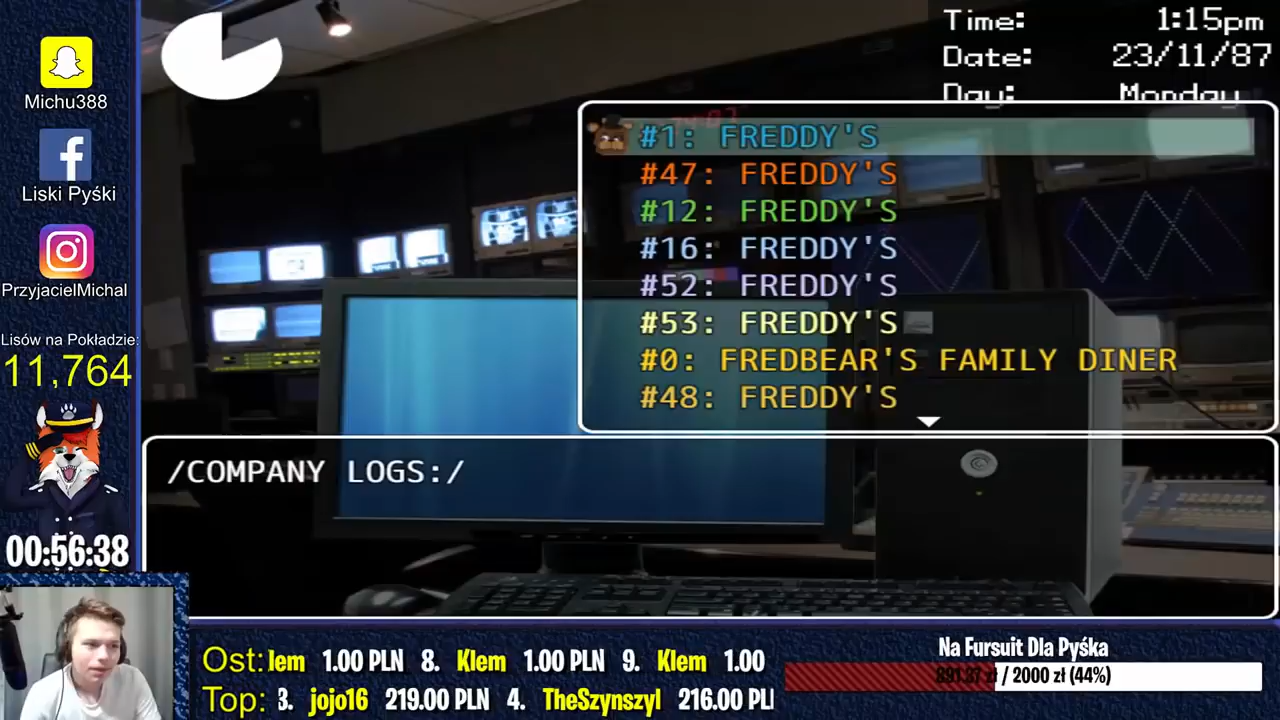 Michu388
Liski Pyśki
PrzyjacielMichal
Lisów na Pokładzie:
11,764
00:56:38
Time: 1:15pm
Date: 23/11/87
Day: Monday
#1: FREDDY'S
#47: FREDDY'S
#12: FREDDY'S
#16: FREDDY'S
#52: FREDDY'S
#53: FREDDY'S
#0: FREDBEAR'S FAMILY DINER
#48: FREDDY'S
/COMPANY LOGS:/
Ost: lem 1.00 PLN 8. Klem 1.00 PLN 9. Klem 1.00
Top: 3. jojo16 219.00 PLN 4. TheSzynszyl 216.00 PL
Na Fursuit Dla Pyśka
891.37 zł / 2000 zł (44%)